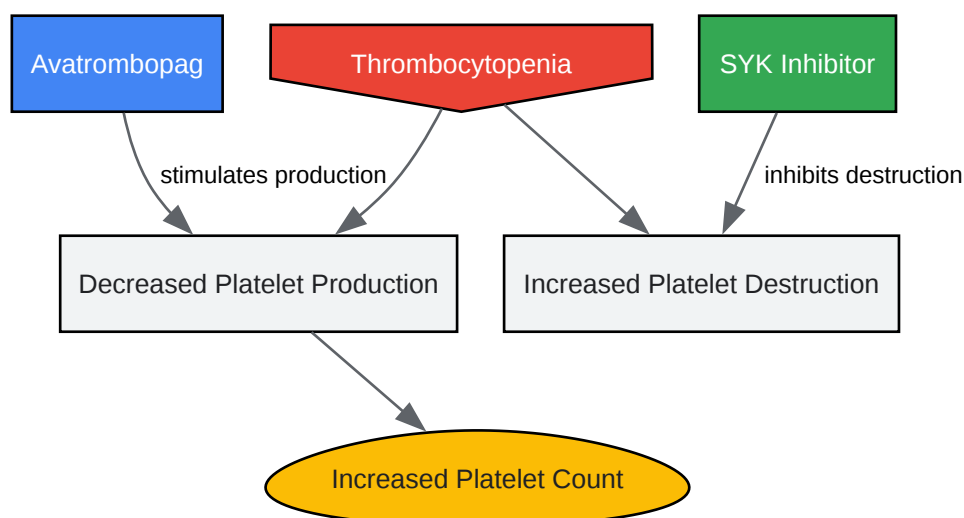 Avatrombopag
Thrombocytopenia
SYK Inhibitor
stimulates production
inhibits destruction
Decreased Platelet Production
Increased Platelet Destruction
Increased Platelet Count